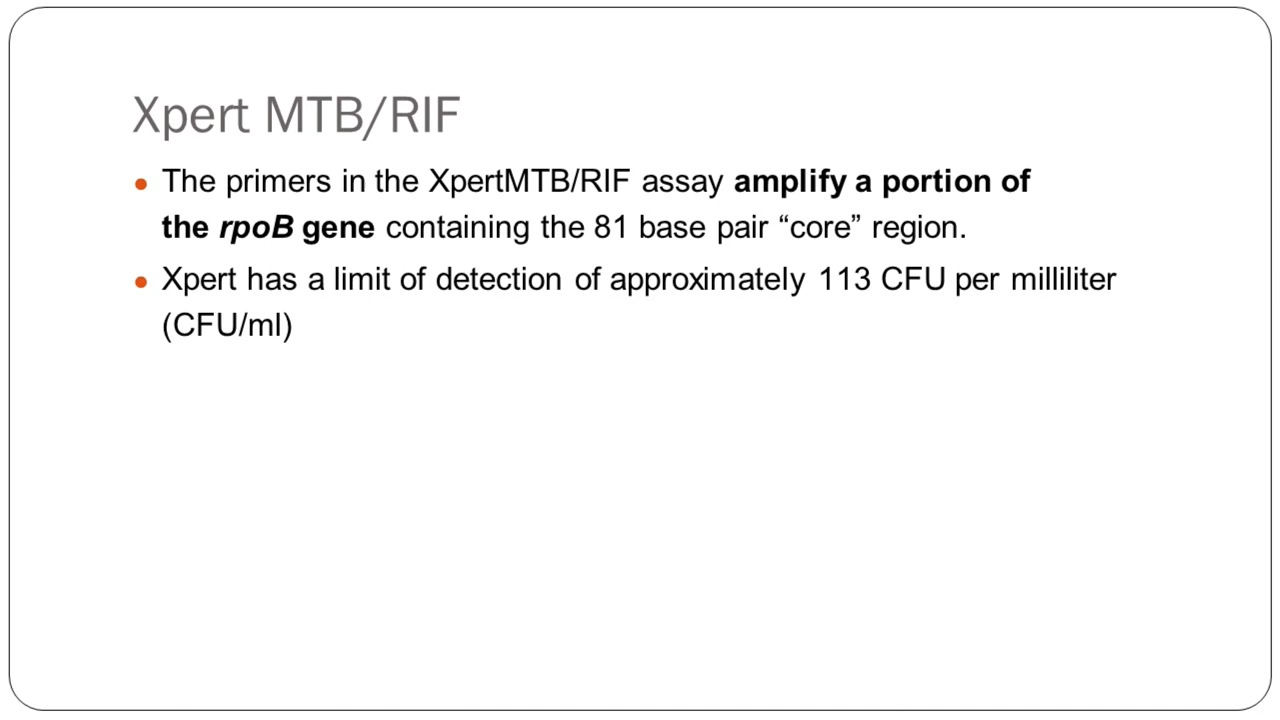 Xpert MTB/RIF
• The primers in the XpertMTB/RIF assay amplify a portion of
the rpoB gene containing the 81 base pair “core” region.
• Xpert has a limit of detection of approximately 113 CFU per milliliter
(CFU/ml)